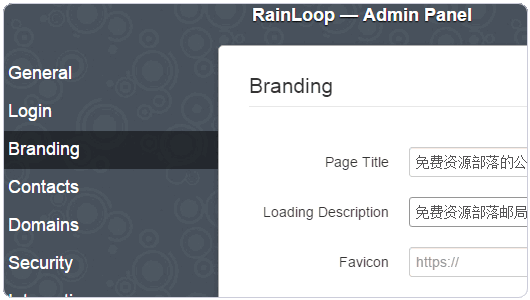 RainLoop — Admin Panel
General
Login
Branding
Contacts
Domains
Security
Branding
Page Title
免费资源部落的公
Loading Description
免费资源部落邮局
Favicon
https://